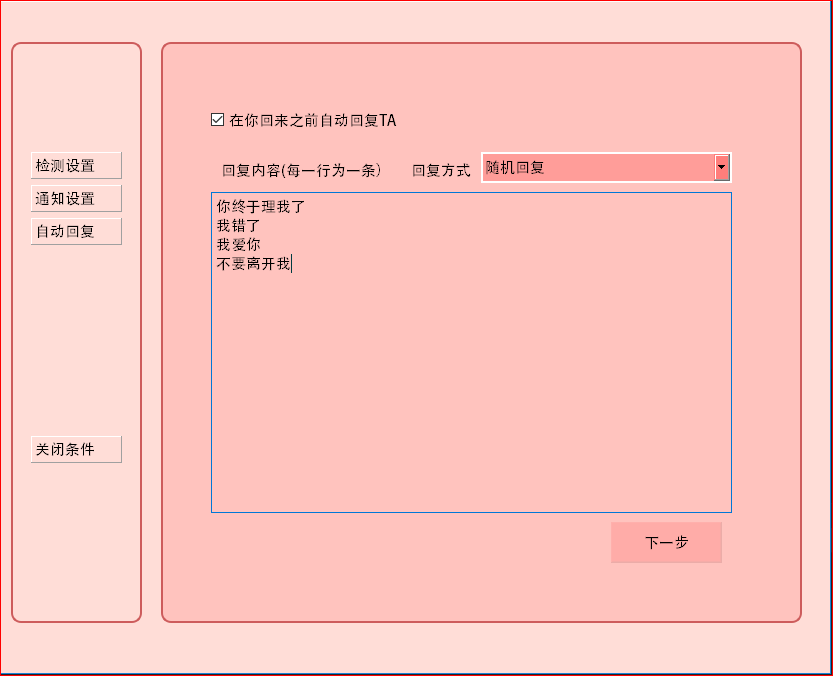 检测设置
通知设置
自动回复
关闭条件
在你回来之前自动回复TA
回复内容(每一行为一条) 回复方式 随机回复
你终于理我了
我错了
我爱你
不要离开我
下一步